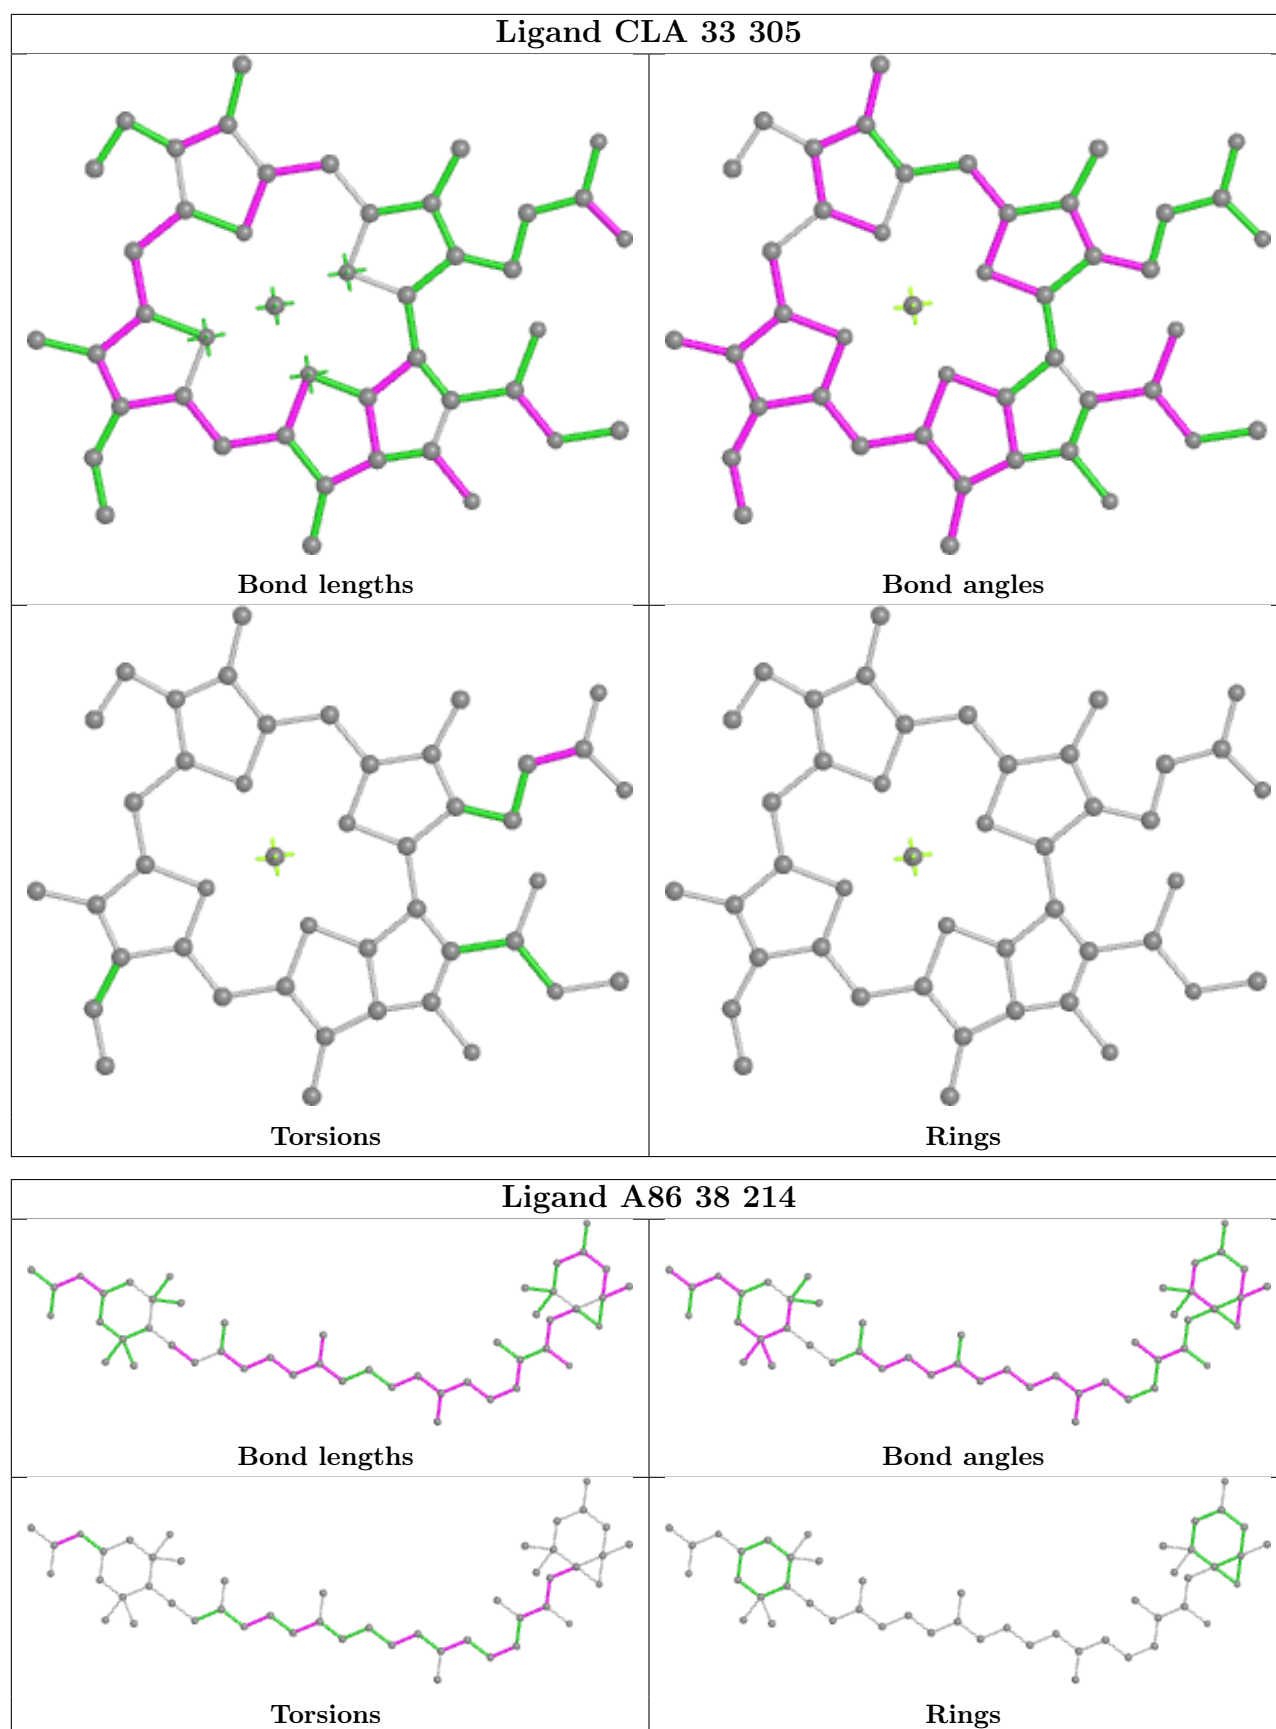 Ligand CLA 33 305
Bond lengths
Bond angles
Torsions
Rings
Ligand A86 38 214
Bond lengths
Bond angles
Torsions
Rings